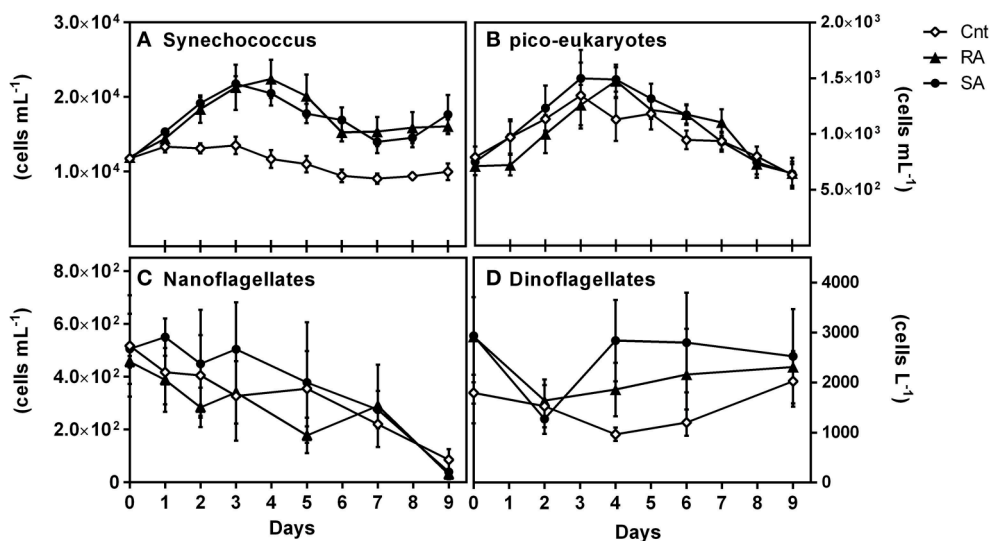 A Synechococcus
3.0×10⁴
2.0×10⁴
1.0×10⁴
(cells mL⁻¹)
B pico-eukaryotes
2.0×10³
1.5×10³
1.0×10³
5.0×10²
(cells mL⁻¹)
Cnt
RA
SA
C Nanoflagellates
8.0×10²
6.0×10²
4.0×10²
2.0×10²
0
(cells mL⁻¹)
0 1 2 3 4 5 6 7 8 9
Days
D Dinoflagellates
4000
3000
2000
1000
(cells L⁻¹)
0 1 2 3 4 5 6 7 8 9
Days